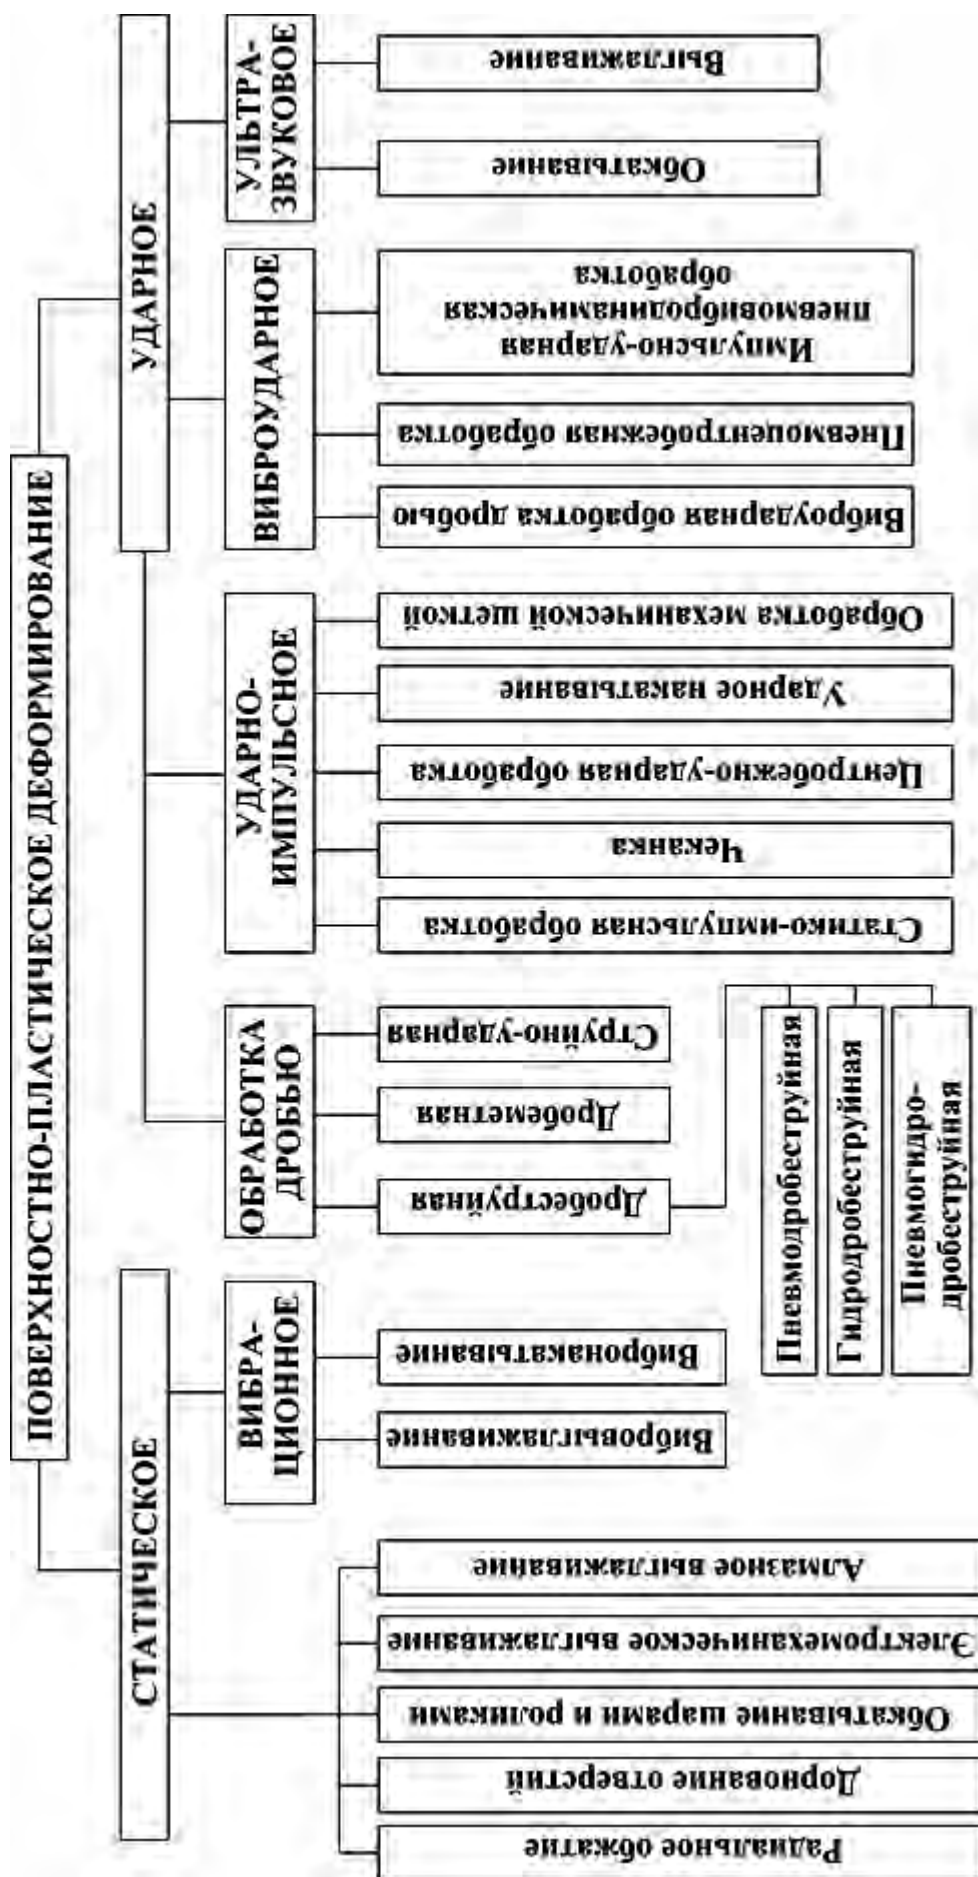 ПОВЕРХНОСТНО-ПЛАСТИЧЕСКОЕ ДЕФОРМИРОВАНИЕ
СТАТИЧЕСКОЕ
Радиальное обжатие
Дорнование отверстий
Обкатывание шарами и роликами
Электромеханическое выглаживание
Алмазное выглаживание
ВИБРА-
ЦИОННОЕ
Вибровыглаживание
Вибронакатывание
УДАРНОЕ
ОБРАБОТКА
ДРОБЬЮ
Дробеструйная
Дробеметная
Струйно-ударная
Пневмодробеструйная
Гидродробеструйная
Пневмогидро-
дробеструйная
УДАРНО-
ИМПУЛЬСНОЕ
Статико-импульсная обработка
Чеканка
Центробежно-ударная обработка
Ударное накатывание
Обработка механической щеткой
ВИБРОУДАРНОЕ
Виброударная обработка дробью
Пневмоцентробежная обработка
Импульсно-ударная
пневмовибродинамическая
обработка
УЛЬТРА-
ЗВУКОВОЕ
Обкатывание
Выглаживание